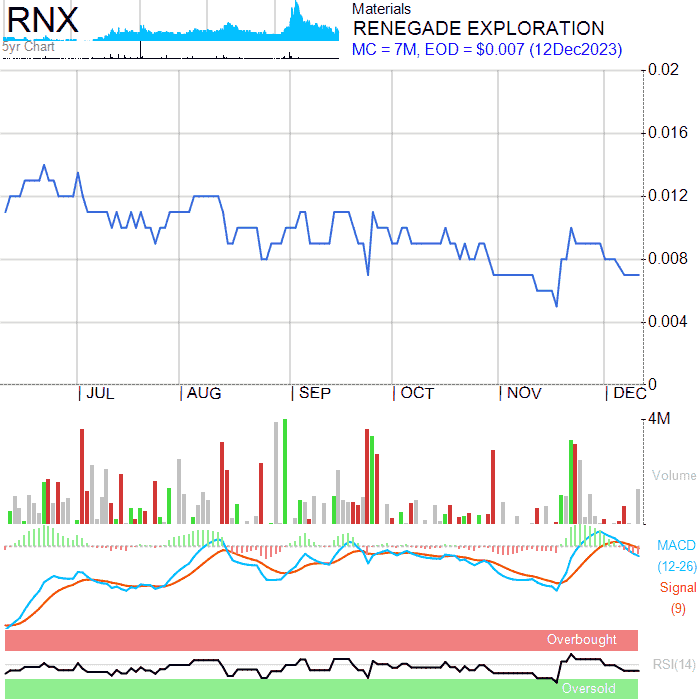 RNX
5yr Chart
Materials
RENEGADE EXPLORATION
MC = 7M, EOD = $0.007 (12Dec2023)
0.02
0.016
0.012
0.008
0.004
0
JUL AUG SEP OCT NOV DEC
4M
Volume
MACD
(12-26)
Signal
(9)
Overbought
RSI(14)
Oversold